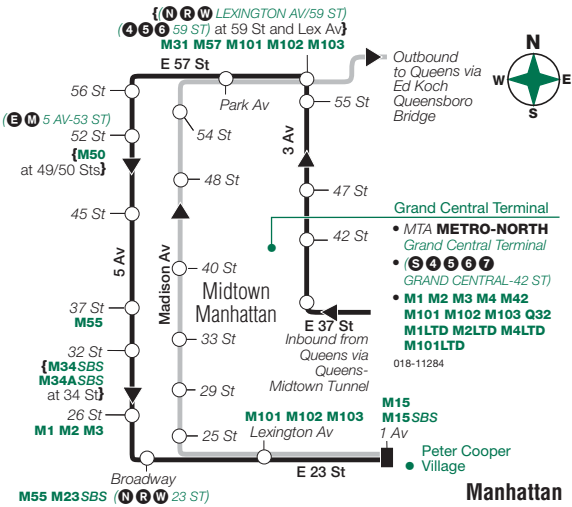 {(N R W LEXINGTON AV/59 ST)
(4 5 6 59 ST) at 59 St and Lex Av}
M31 M57 M101 M102 M103
E 57 St
Outbound
to Queens via
Ed Koch
Queensboro
Bridge
N
W E
S
56 St
Park Av
55 St
(E M 5 AV-53 ST)
52 St
54 St
{M50
at 49/50 Sts}
3 Av
48 St
47 St
45 St
42 St
5 Av
Madison Av
40 St
Midtown
Manhattan
Grand Central Terminal
• MTA METRO-NORTH
Grand Central Terminal
• (S 4 5 6 7
GRAND CENTRAL-42 ST)
• M1 M2 M3 M4 M42
M101 M102 M103 Q32
M1LTD M2LTD M4LTD
M101LTD
018-11284
37 St
M55
E 37 St
Inbound from
Queens via
Queens-
Midtown Tunnel
33 St
32 St
{M34SBS
M34ASBS
at 34 St}
29 St
26 St
M1 M2 M3
25 St
M101 M102 M103
Lexington Av
M15
M15SBS
1 Av
E 23 St
Peter Cooper
Village
Broadway
M55 M23SBS (N R W 23 ST)
Manhattan